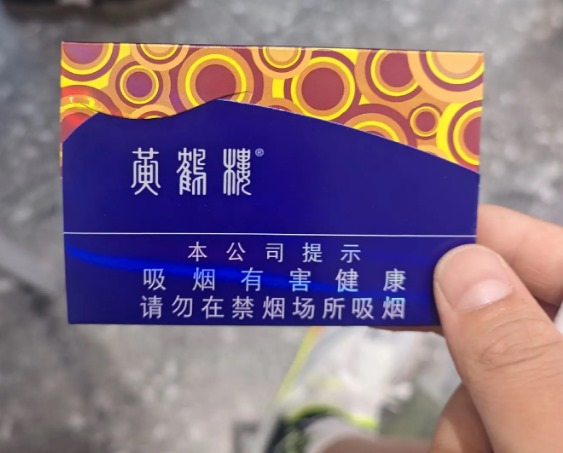 黄鹤楼®
本公司提示
吸烟有害健康
请勿在禁烟场所吸烟